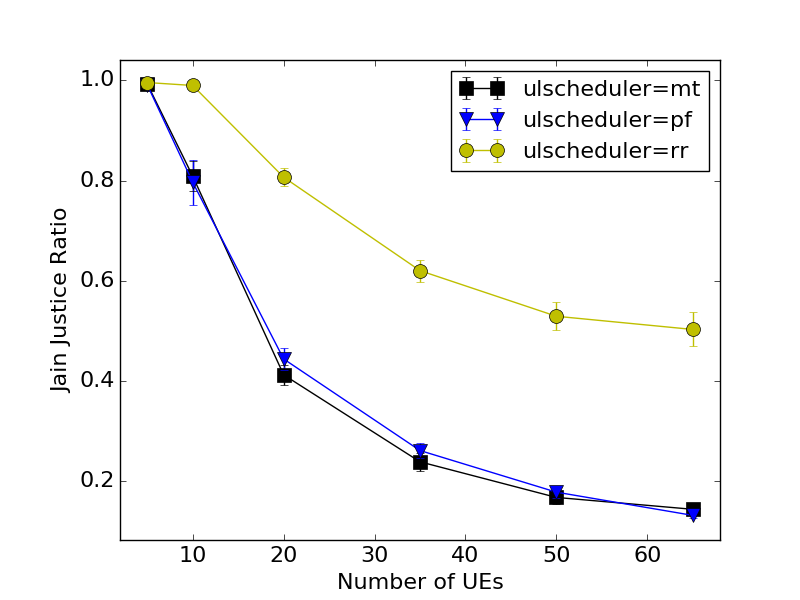 ulscheduler=mt
ulscheduler=pf
ulscheduler=rr
1.0
0.8
0.6
0.4
0.2
Jain Justice Ratio
10 20 30 40 50 60
Number of UEs